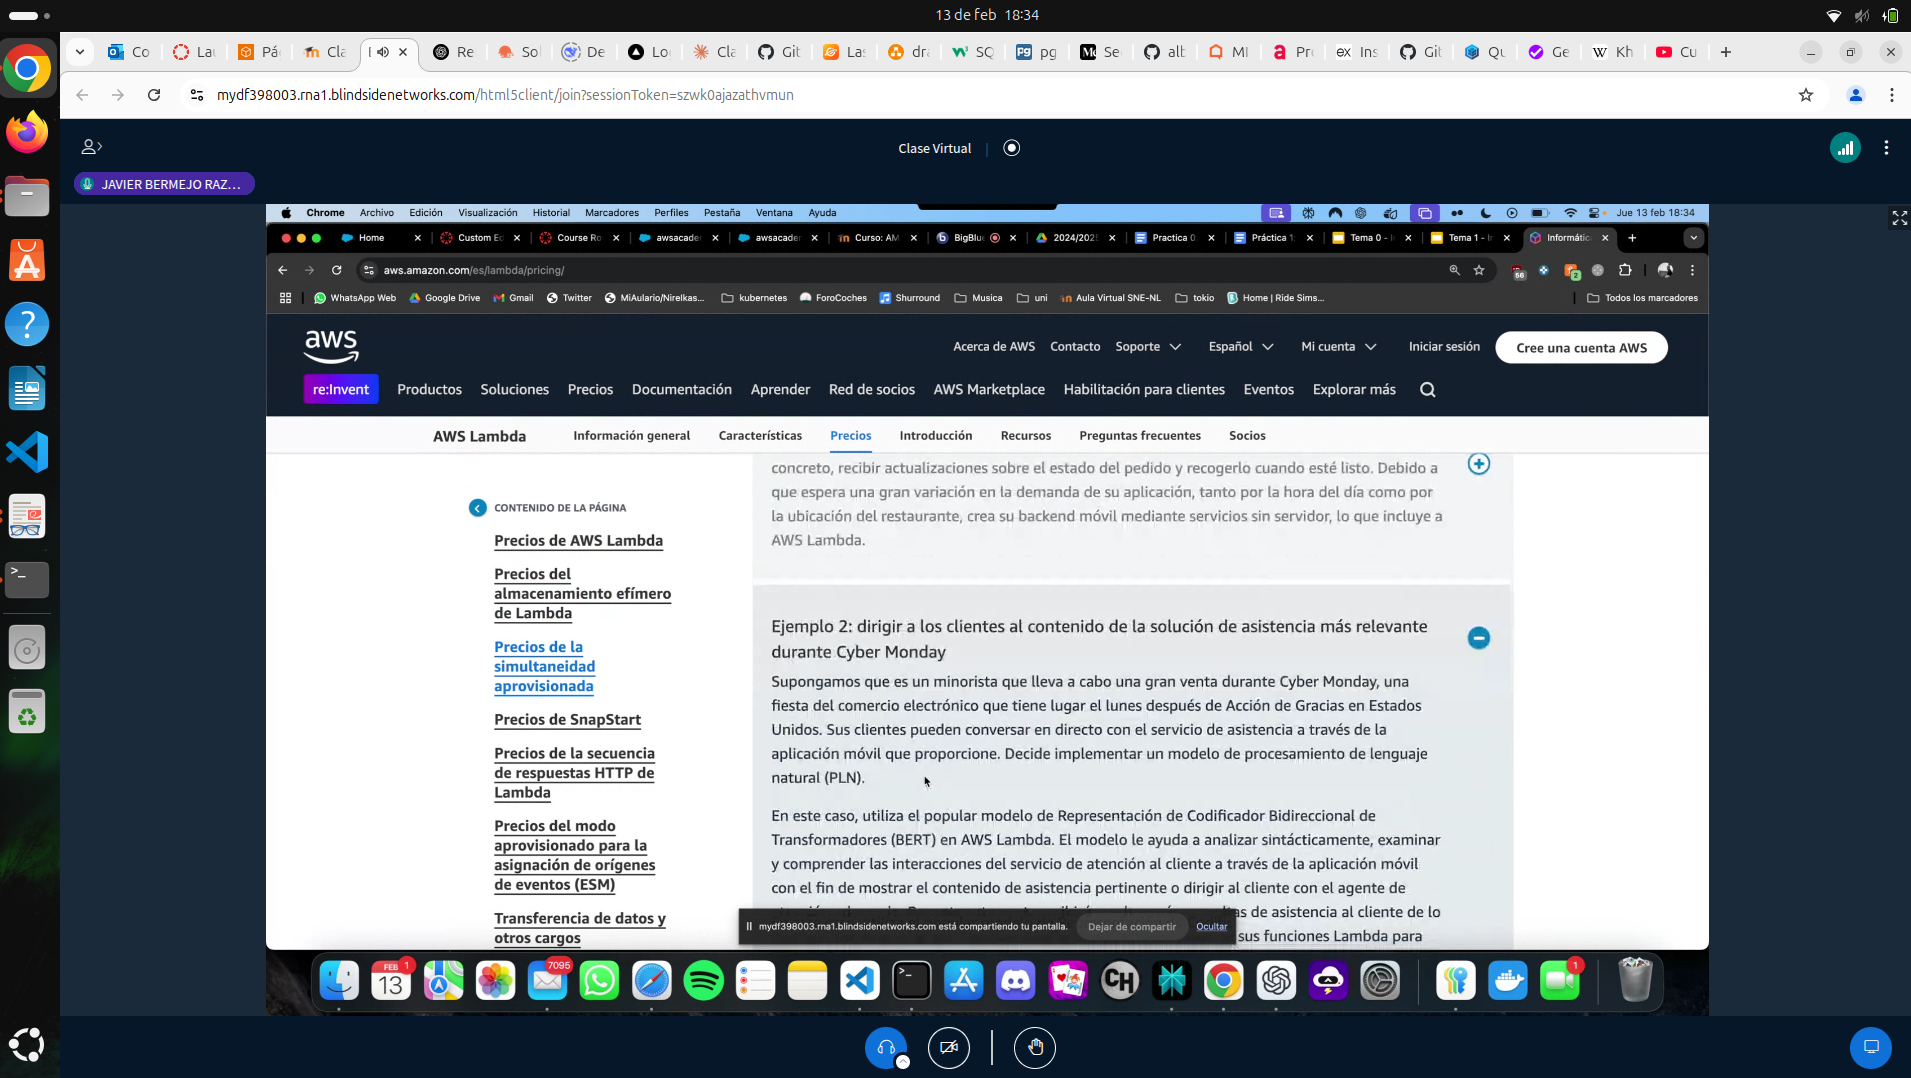 13 de feb 18:34
Co
Lau
Pá
Cla
Re
Sol
De
Loc
Cla
Git
Las
dra
SQ
pg
Se
alb
MI
Pr
Ins
Git
Qu
Ge
Kh
Cu
mydf398003.rna1.blindsidenetworks.com/html5client/join?sessionToken=szwk0ajazathvmun
Clase Virtual
JAVIER BERMEJO RAZ...
Chrome Archivo Edición Visualización Historial Marcadores Perfiles Pestaña Ventana Ayuda
Jue 13 feb 18:34
Home
Custom Ec
Course Ro
awsacader
awsacader
Curso: AM
BigBlu
2024/202
Practica 0
Práctica 1
Tema 0 - I
Tema 1 - I
Informátic
aws.amazon.com/es/lambda/pricing/
WhatsApp Web
Google Drive
Gmail
Twitter
MiAulario/Nirelkas...
kubernetes
ForoCoches
Shurround
Musica
uni
Aula Virtual SNE-NL
tokio
Home | Ride Sims...
Todos los marcadores
aws
Acerca de AWS
Contacto
Soporte
Español
Mi cuenta
Iniciar sesión
Cree una cuenta AWS
re:Invent
Productos
Soluciones
Precios
Documentación
Aprender
Red de socios
AWS Marketplace
Habilitación para clientes
Eventos
Explorar más
AWS Lambda
Información general
Características
Precios
Introducción
Recursos
Preguntas frecuentes
Socios
CONTENIDO DE LA PÁGINA
Precios de AWS Lambda
Precios del
almacenamiento efímero
de Lambda
Precios de la
simultaneidad
aprovisionada
Precios de SnapStart
Precios de la secuencia
de respuestas HTTP de
Lambda
Precios del modo
aprovisionado para la
asignación de orígenes
de eventos (ESM)
Transferencia de datos y
otros cargos
concreto, recibir actualizaciones sobre el estado del pedido y recogerlo cuando esté listo. Debido a
que espera una gran variación en la demanda de su aplicación, tanto por la hora del día como por
la ubicación del restaurante, crea su backend móvil mediante servicios sin servidor, lo que incluye a
AWS Lambda.
Ejemplo 2: dirigir a los clientes al contenido de la solución de asistencia más relevante
durante Cyber Monday
Supongamos que es un minorista que lleva a cabo una gran venta durante Cyber Monday, una
fiesta del comercio electrónico que tiene lugar el lunes después de Acción de Gracias en Estados
Unidos. Sus clientes pueden conversar en directo con el servicio de asistencia a través de la
aplicación móvil que proporcione. Decide implementar un modelo de procesamiento de lenguaje
natural (PLN).
En este caso, utiliza el popular modelo de Representación de Codificador Bidireccional de
Transformadores (BERT) en AWS Lambda. El modelo le ayuda a analizar sintácticamente, examinar
y comprender las interacciones del servicio de atención al cliente a través de la aplicación móvil
con el fin de mostrar el contenido de asistencia pertinente o dirigir al cliente con el agente de
as de asistencia al cliente de lo
sus funciones Lambda para
mydf398003.rna1.blindsidenetworks.com está compartiendo tu pantalla.
Dejar de compartir
Ocultar
FEB
13
1
7095
CH
1